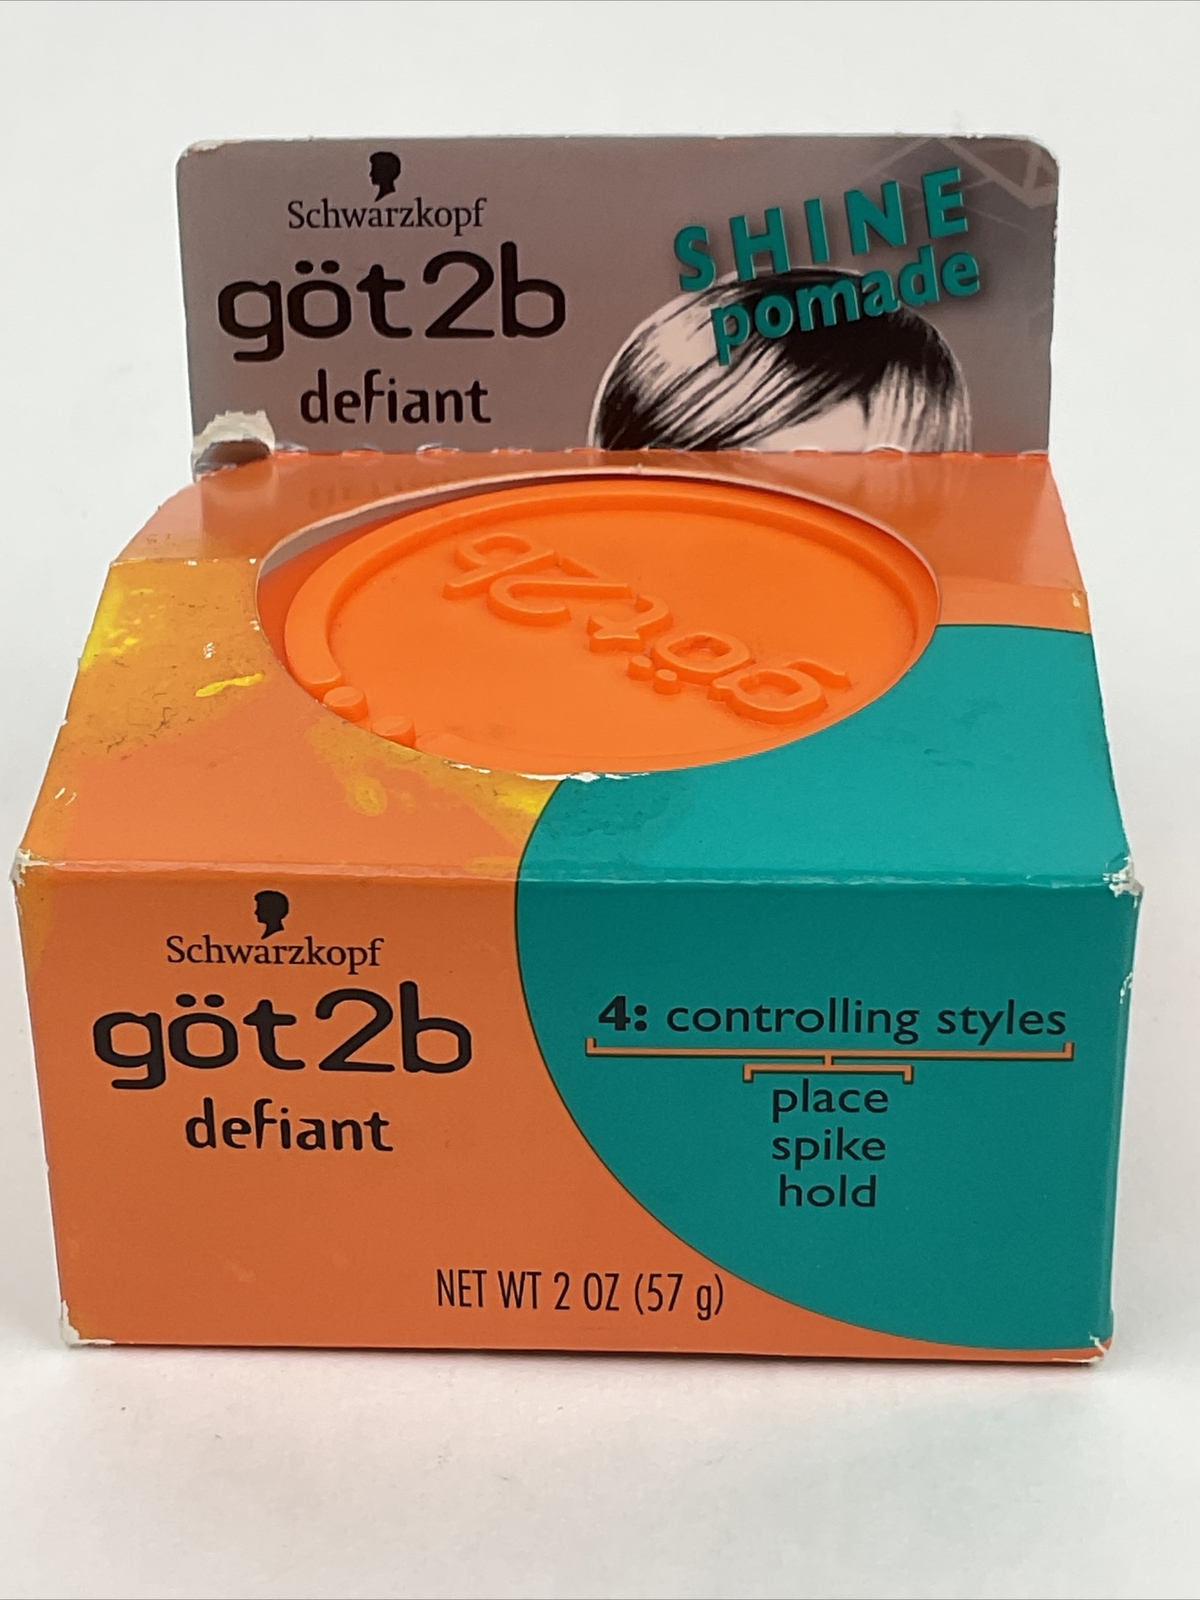 Schwarzkopf
göt2b
defiant
SHINE
pomade
göt2b
Schwarzkopf
göt2b
defiant
4: controlling styles
place
spike
hold
NET WT 2 OZ (57 g)